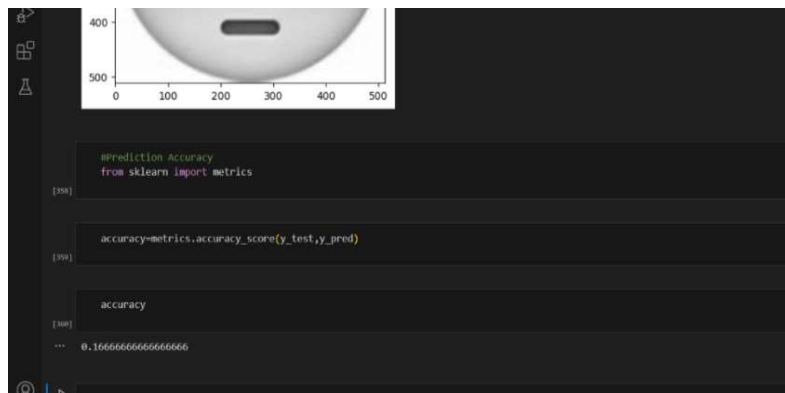 400
500
0 100 200 300 400 500
#Prediction Accuracy
from sklearn import metrics
[358]
accuracy=metrics.accuracy_score(y_test,y_pred)
[359]
accuracy
[360]
... 0.16666666666666666